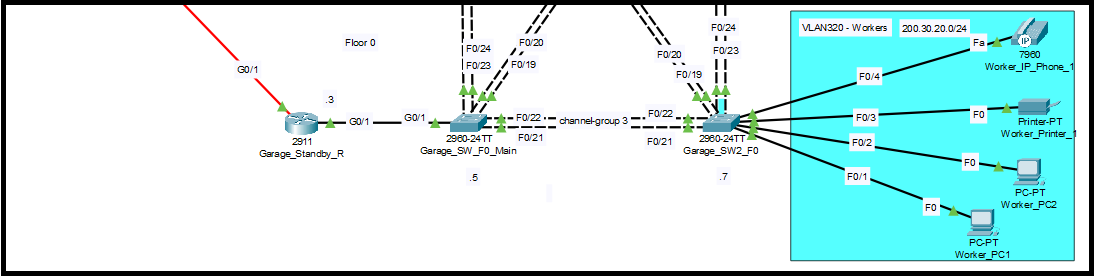 F0/24
F0/20
F0/24
VLAN320 - Workers
200.30.20.0/24
Floor 0
F0/23
F0/19
F0/20
F0/23
F0/19
Fa
IP
7960
Worker_IP_Phone_1
G0/1
F0/4
.3
G0/1
G0/1
F0/22
channel-group 3
F0/22
F0/3
F0
Printer-PT
Worker_Printer_1
F0/21
F0/21
2911
Garage_Standby_R
2960-24TT
Garage_SW_F0_Main
2960-24TT
Garage_SW2_F0
F0/2
F0
.5
.7
F0/1
PC-PT
Worker_PC2
F0
PC-PT
Worker_PC1